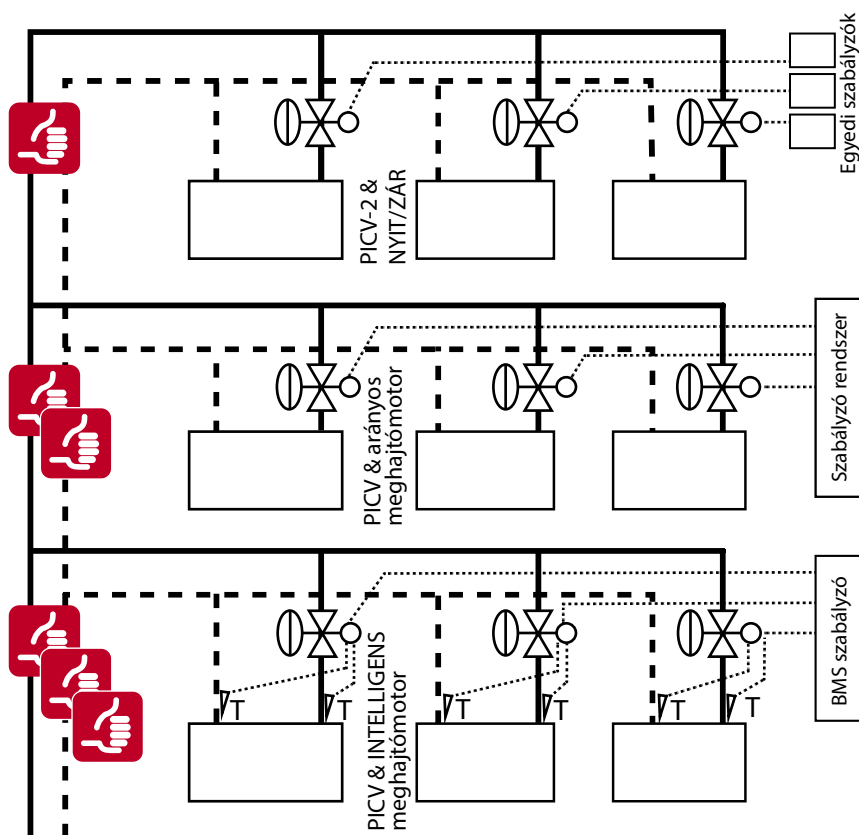 Egyedi szabályzók
PICV-2 &
NYIT/ZÁR
Szabályzó rendszer
PICV & arányos
meghajtómotor
BMS szabályzó
PICV & INTELLIGENS
meghajtómotor
T
T
T
T
T
T